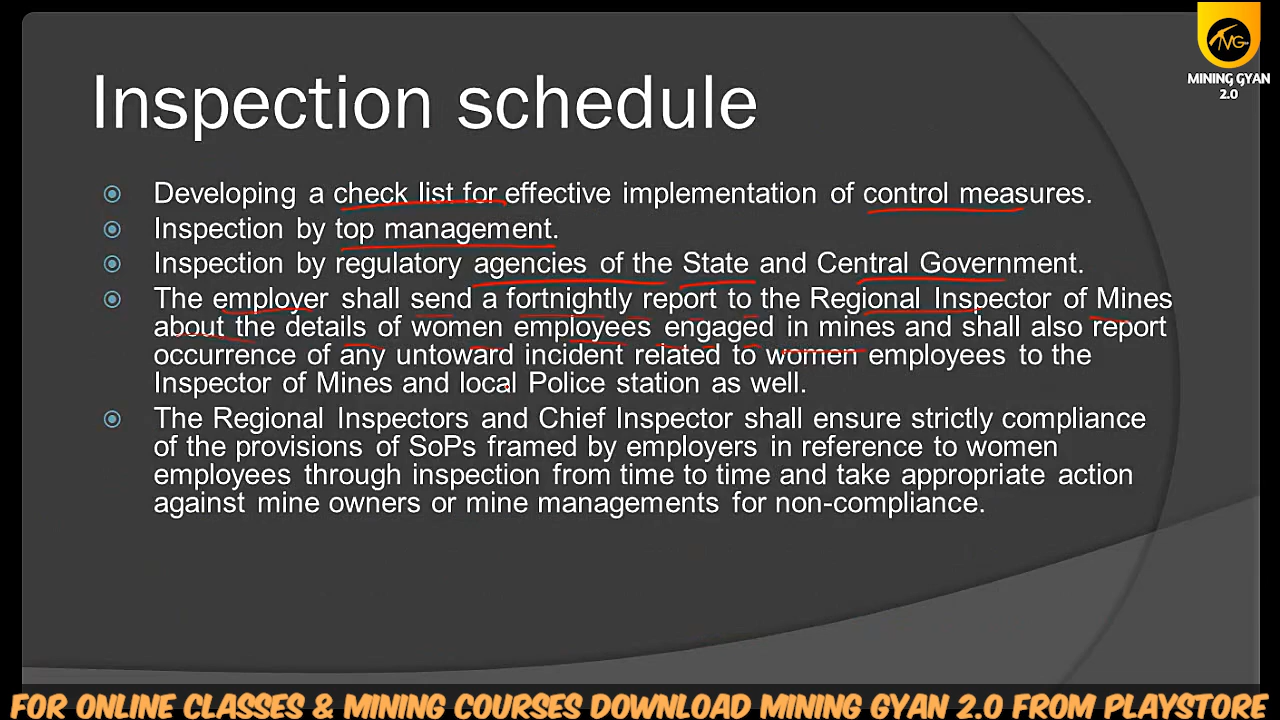 MINING GYAN
2.0
Inspection schedule
Developing a check list for effective implementation of control measures.
Inspection by top management.
Inspection by regulatory agencies of the State and Central Government.
The employer shall send a fortnightly report to the Regional Inspector of Mines
about the details of women employees engaged in mines and shall also report
occurrence of any untoward incident related to women employees to the
Inspector of Mines and local Police station as well.
The Regional Inspectors and Chief Inspector shall ensure strictly compliance
of the provisions of SoPs framed by employers in reference to women
employees through inspection from time to time and take appropriate action
against mine owners or mine managements for non-compliance.
FOR ONLINE CLASSES & MINING COURSES DOWNLOAD MINING GYAN 2.0 FROM PLAYSTORE